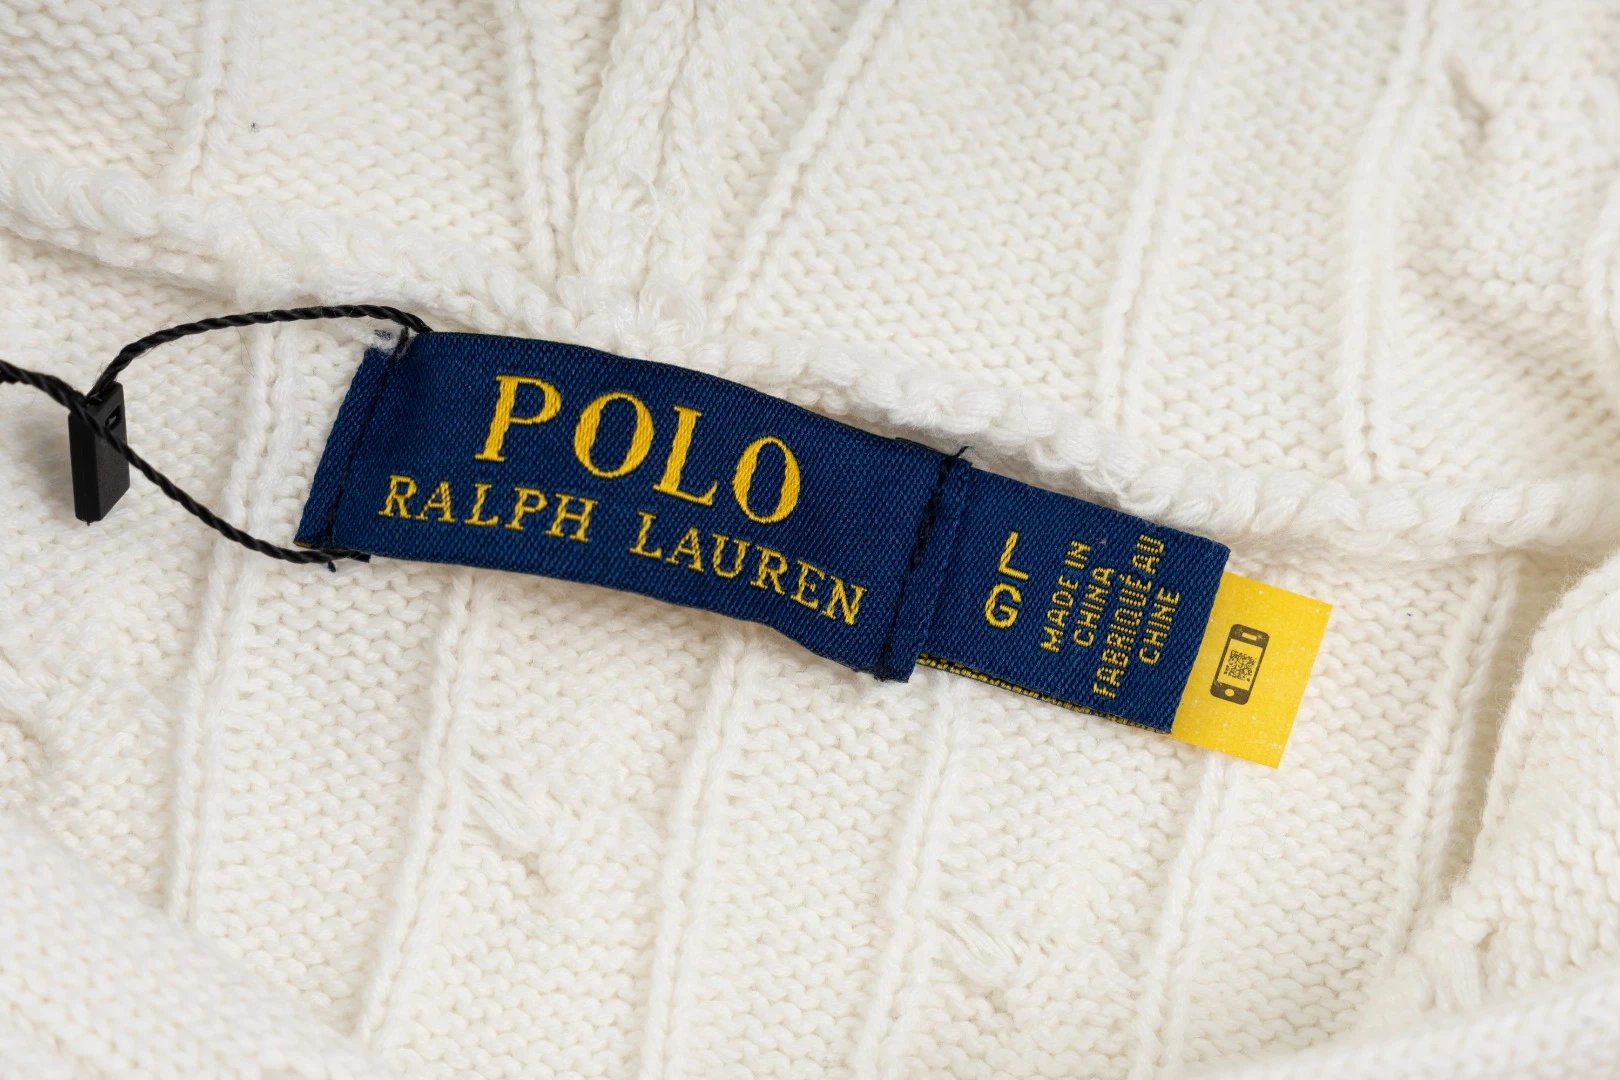 POLO
RALPH LAUREN
L
G
MADE IN
CHINA
FABRIQUÉ AU
CHINE